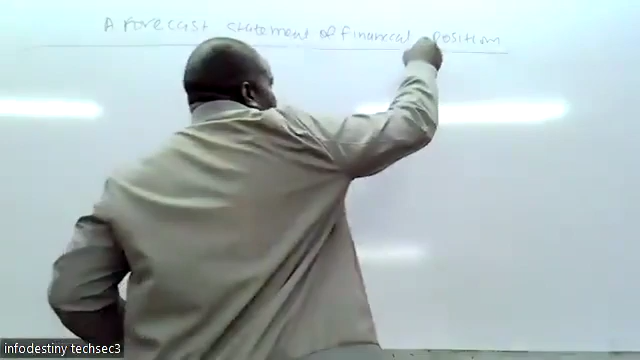 A Forecast statement of financial position
infodestiny techsec3